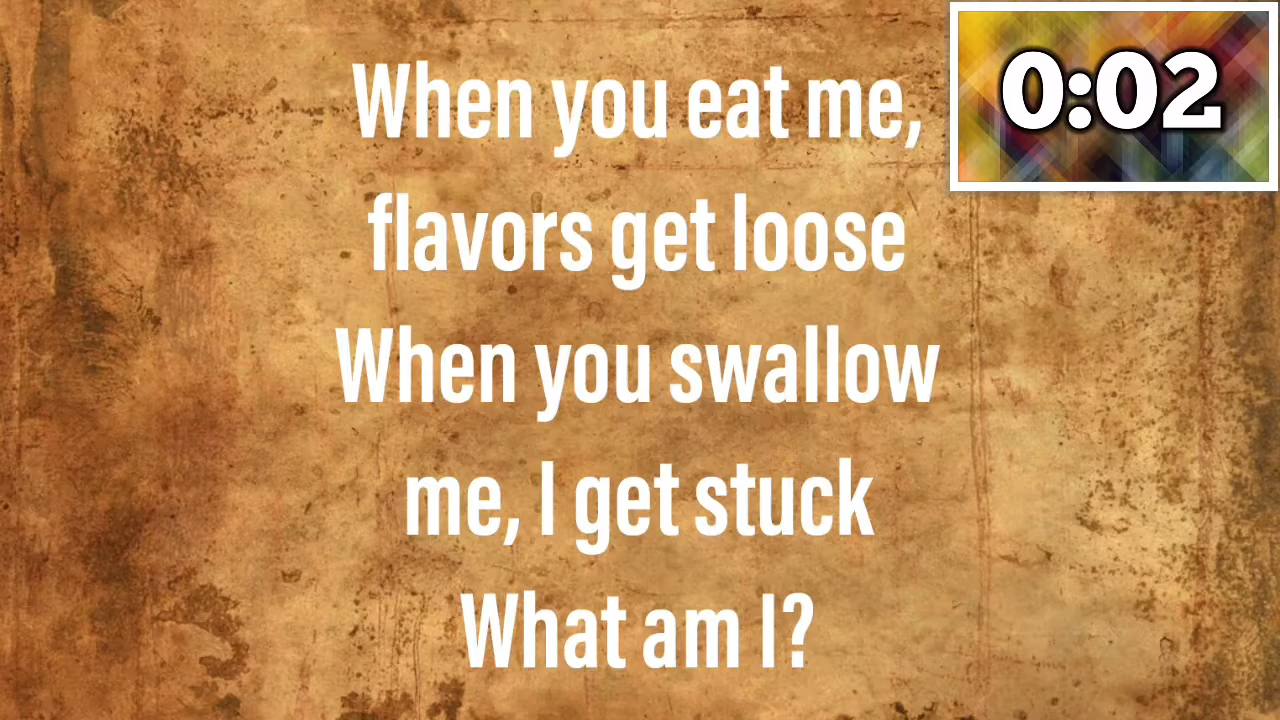 When you eat me,
0:02
flavors get loose
When you swallow
me, I get stuck
What am I?